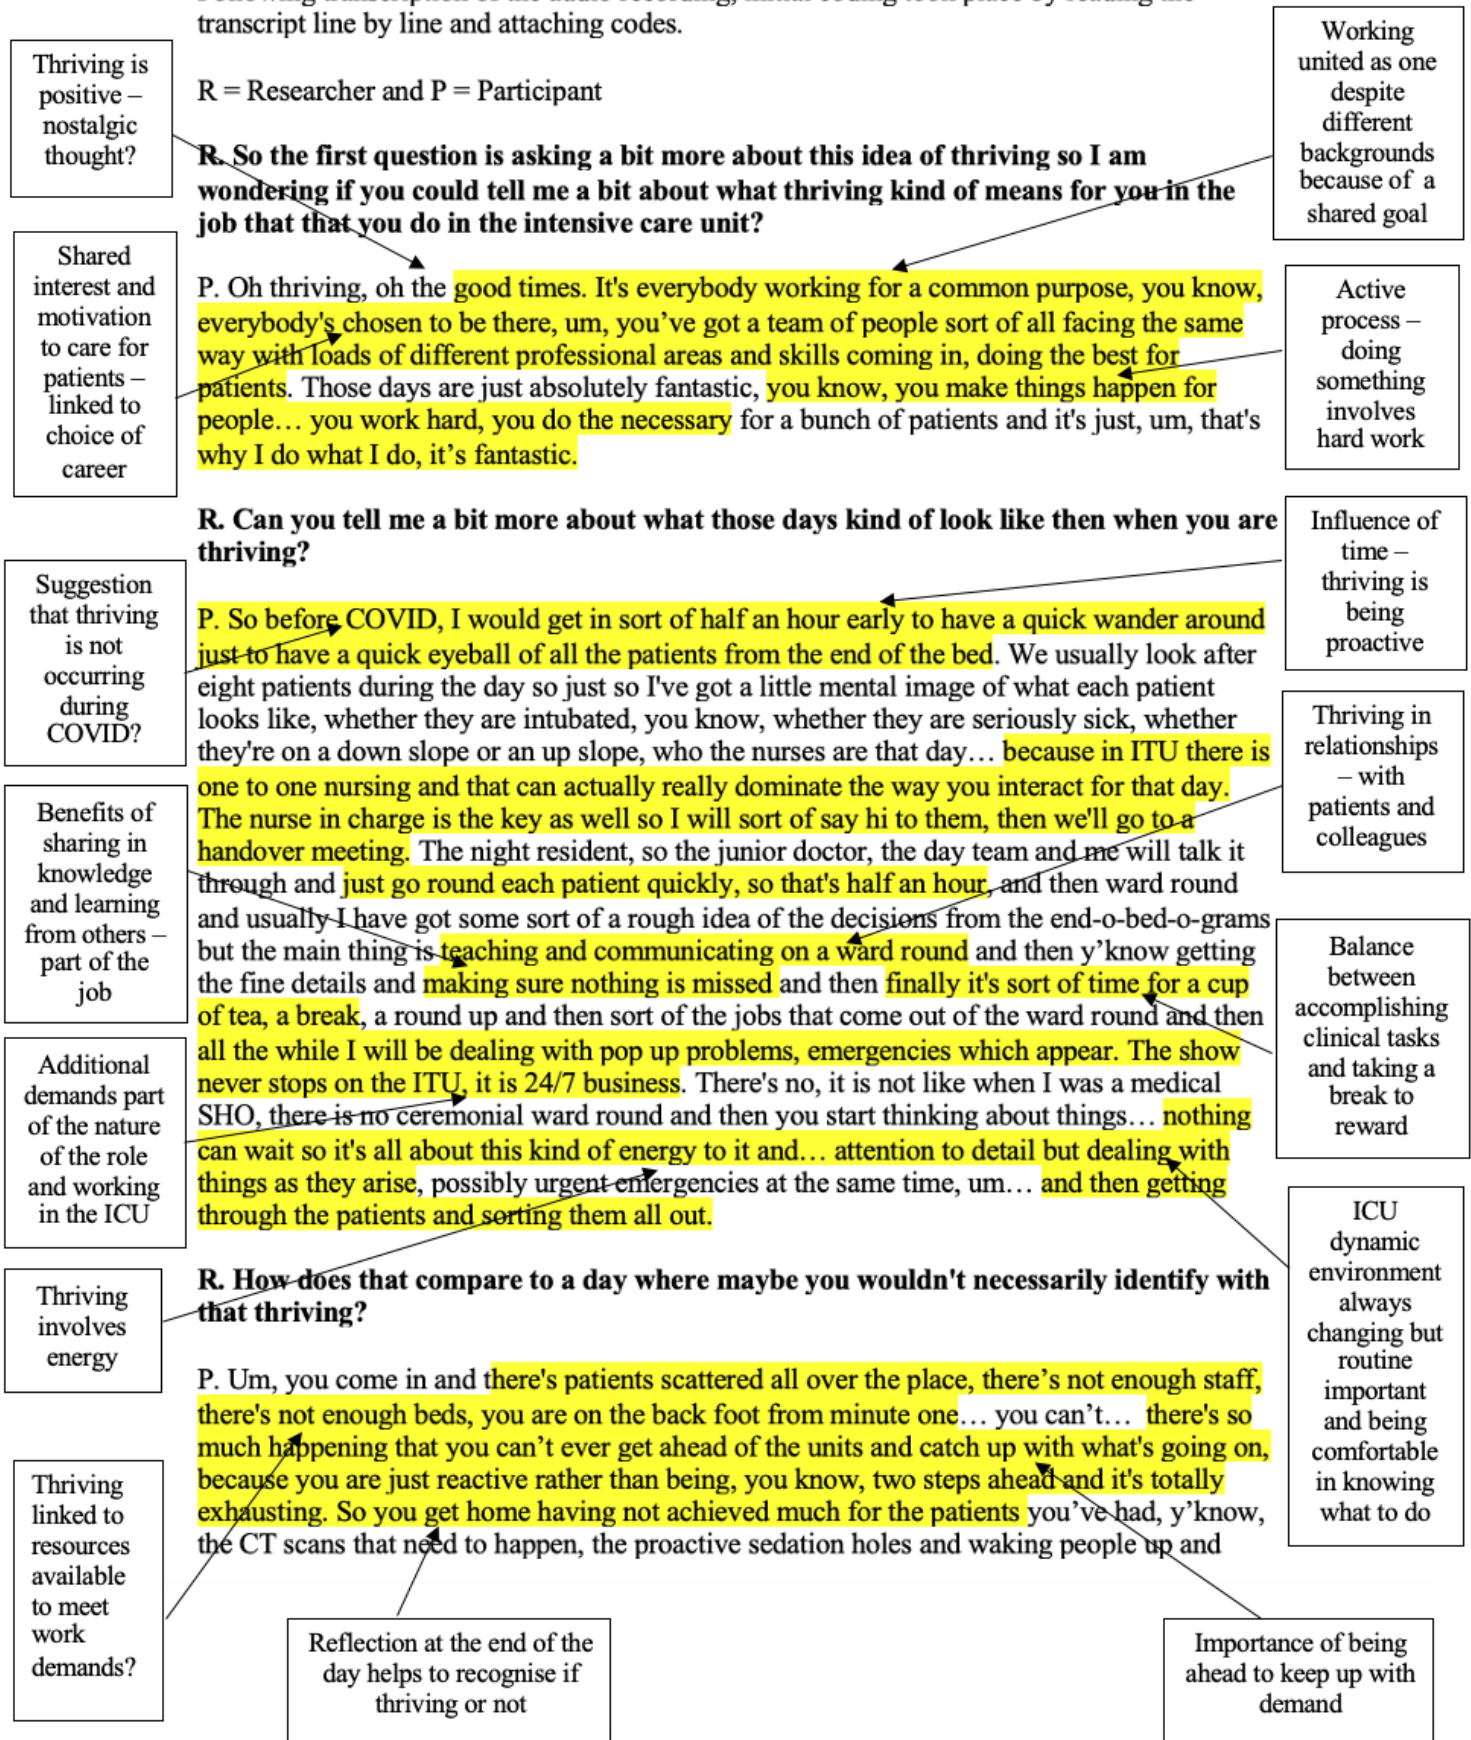 transcript line by line and attaching codes.
R = Researcher and P = Participant
R. So the first question is asking a bit more about this idea of thriving so I am
wondering if you could tell me a bit about what thriving kind of means for you in the
job that that you do in the intensive care unit?
P. Oh thriving, oh the good times. It's everybody working for a common purpose, you know,
everybody's chosen to be there, um, you’ve got a team of people sort of all facing the same
way with loads of different professional areas and skills coming in, doing the best for
patients. Those days are just absolutely fantastic, you know, you make things happen for
people… you work hard, you do the necessary for a bunch of patients and it's just, um, that's
why I do what I do, it’s fantastic.
R. Can you tell me a bit more about what those days kind of look like then when you are
thriving?
P. So before COVID, I would get in sort of half an hour early to have a quick wander around
just to have a quick eyeball of all the patients from the end of the bed. We usually look after
eight patients during the day so just so I've got a little mental image of what each patient
looks like, whether they are intubated, you know, whether they are seriously sick, whether
they're on a down slope or an up slope, who the nurses are that day… because in ITU there is
one to one nursing and that can actually really dominate the way you interact for that day.
The nurse in charge is the key as well so I will sort of say hi to them, then we'll go to a
handover meeting. The night resident, so the junior doctor, the day team and me will talk it
through and just go round each patient quickly, so that's half an hour, and then ward round
and usually I have got some sort of a rough idea of the decisions from the end-o-bed-o-grams
but the main thing is teaching and communicating on a ward round and then y’know getting
the fine details and making sure nothing is missed and then finally it's sort of time for a cup
of tea, a break, a round up and then sort of the jobs that come out of the ward round and then
all the while I will be dealing with pop up problems, emergencies which appear. The show
never stops on the ITU, it is 24/7 business. There's no, it is not like when I was a medical
SHO, there is no ceremonial ward round and then you start thinking about things… nothing
can wait so it's all about this kind of energy to it and… attention to detail but dealing with
things as they arise, possibly urgent emergencies at the same time, um… and then getting
through the patients and sorting them all out.
R. How does that compare to a day where maybe you wouldn't necessarily identify with
that thriving?
P. Um, you come in and there's patients scattered all over the place, there’s not enough staff,
there's not enough beds, you are on the back foot from minute one… you can’t… there's so
much happening that you can’t ever get ahead of the units and catch up with what's going on,
because you are just reactive rather than being, you know, two steps ahead and it's totally
exhausting. So you get home having not achieved much for the patients you’ve had, y’know,
the CT scans that need to happen, the proactive sedation holes and waking people up and
Thriving is
positive –
nostalgic
thought?
Shared
interest and
motivation
to care for
patients –
linked to
choice of
career
Suggestion
that thriving
is not
occurring
during
COVID?
Benefits of
sharing in
knowledge
and learning
from others –
part of the
job
Additional
demands part
of the nature
of the role
and working
in the ICU
Thriving
involves
energy
Thriving
linked to
resources
available
to meet
work
demands?
Working
united as one
despite
different
backgrounds
because of a
shared goal
Active
process –
doing
something
involves
hard work
Influence of
time –
thriving is
being
proactive
Thriving in
relationships
– with
patients and
colleagues
Balance
between
accomplishing
clinical tasks
and taking a
break to
reward
ICU
dynamic
environment
always
changing but
routine
important
and being
comfortable
in knowing
what to do
Reflection at the end of the
day helps to recognise if
thriving or not
Importance of being
ahead to keep up with
demand